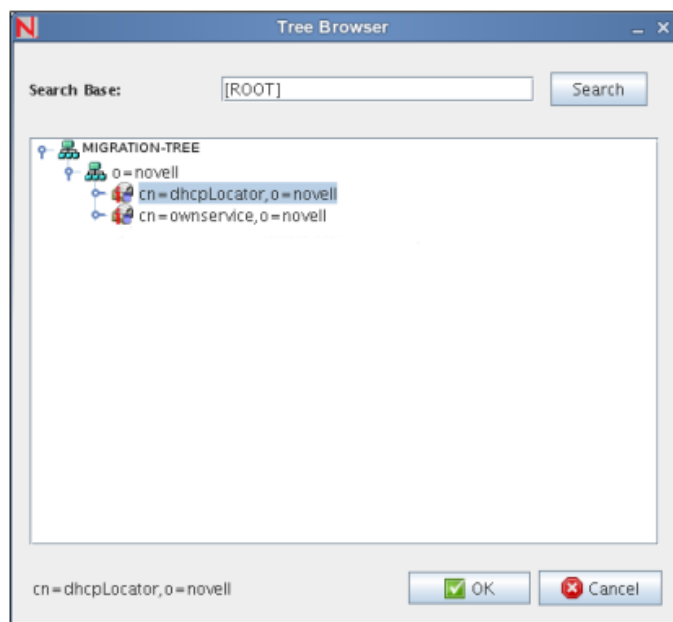 N Tree Browser
Search Base: [ROOT] Search
MIGRATION-TREE
o=novell
cn=dhcpLocator,o=novell
cn=ownservice,o=novell
cn=dhcpLocator,o=novell OK Cancel